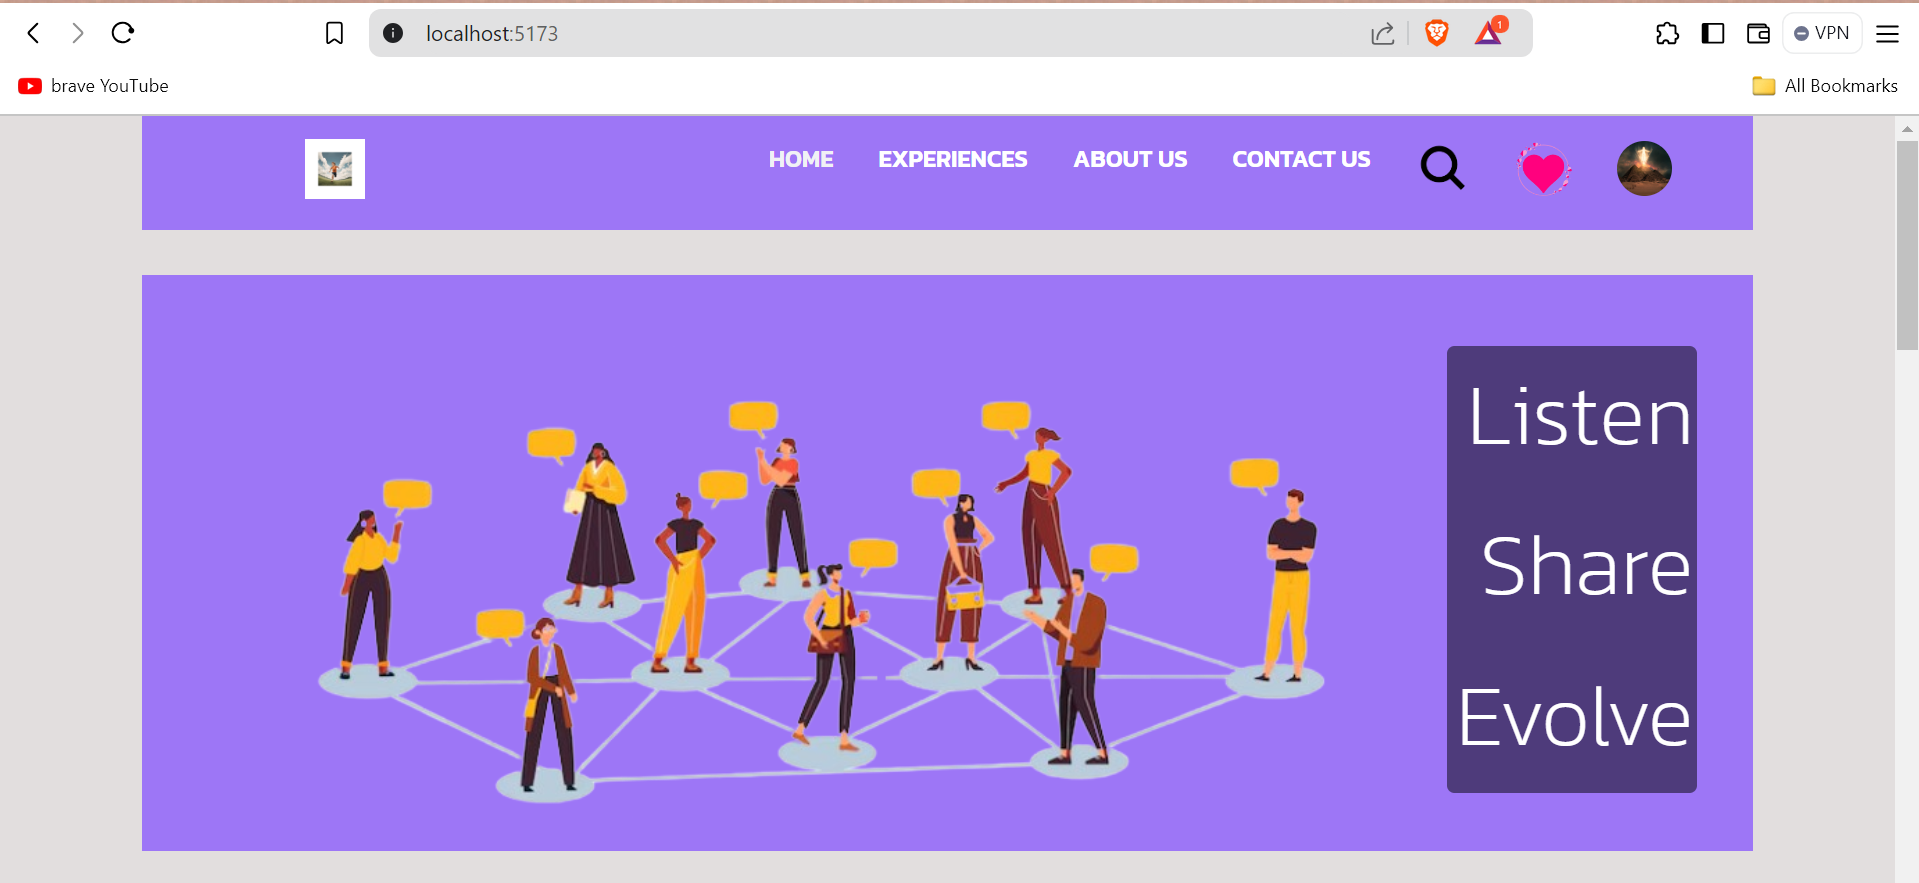 localhost:5173
1
VPN
brave YouTube
All Bookmarks
HOME EXPERIENCES ABOUT US CONTACT US
Listen
Share
Evolve